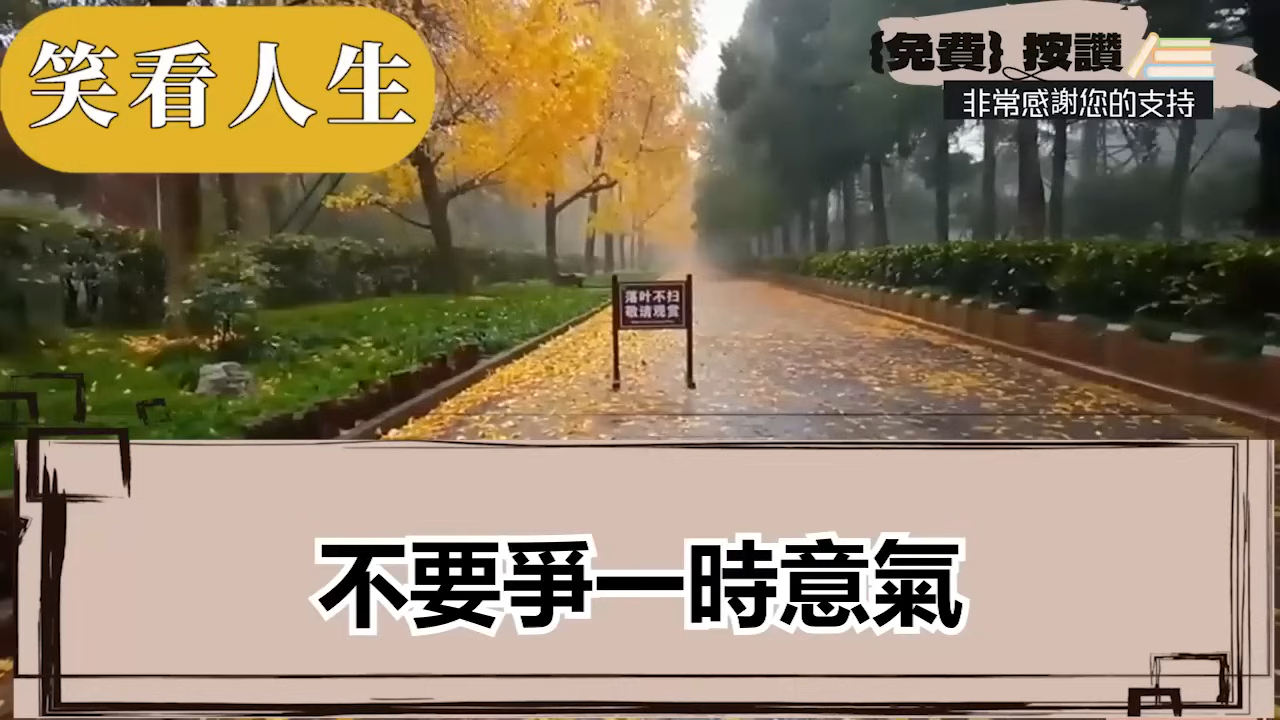 笑看人生
{免費} 按讚
非常感謝您的支持
落叶不扫
敬请观赏
不要爭一時意氣